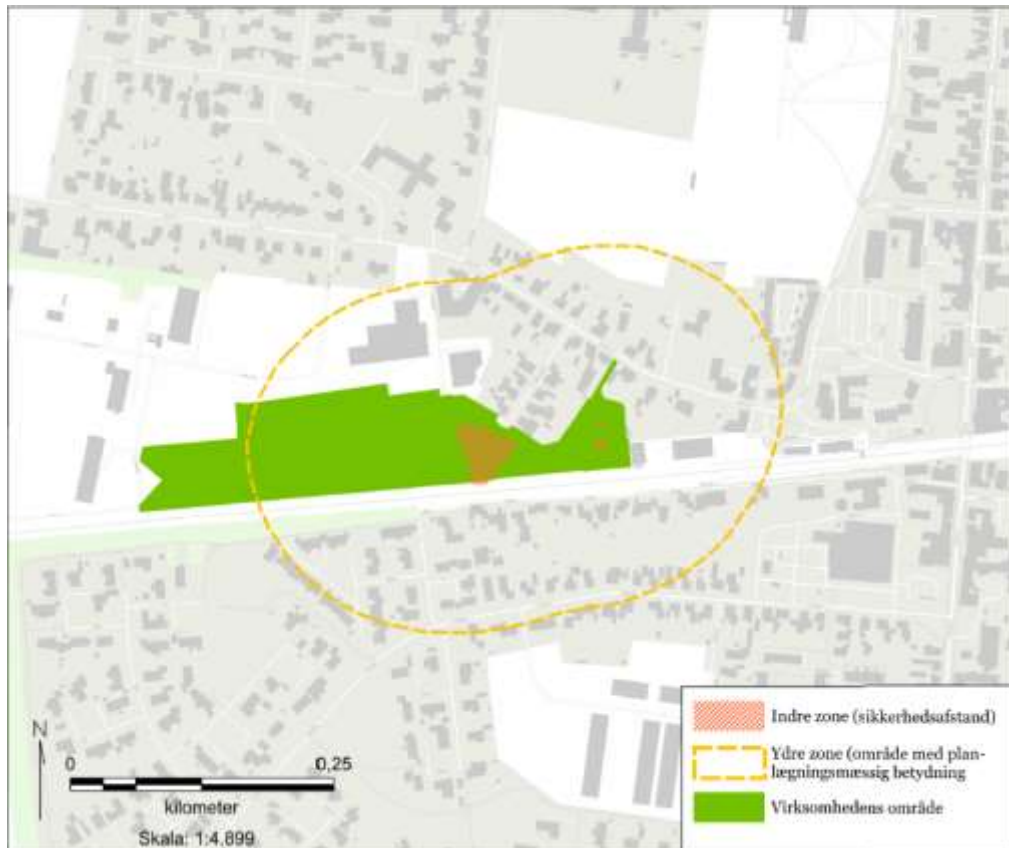 Indre zone (sikkerhedsafstand)
Ydre zone (område med plan-
lægningsmæssig betydning
Virksomhedens område
N
0
0,25
kilometer
Skala: 1:4.899